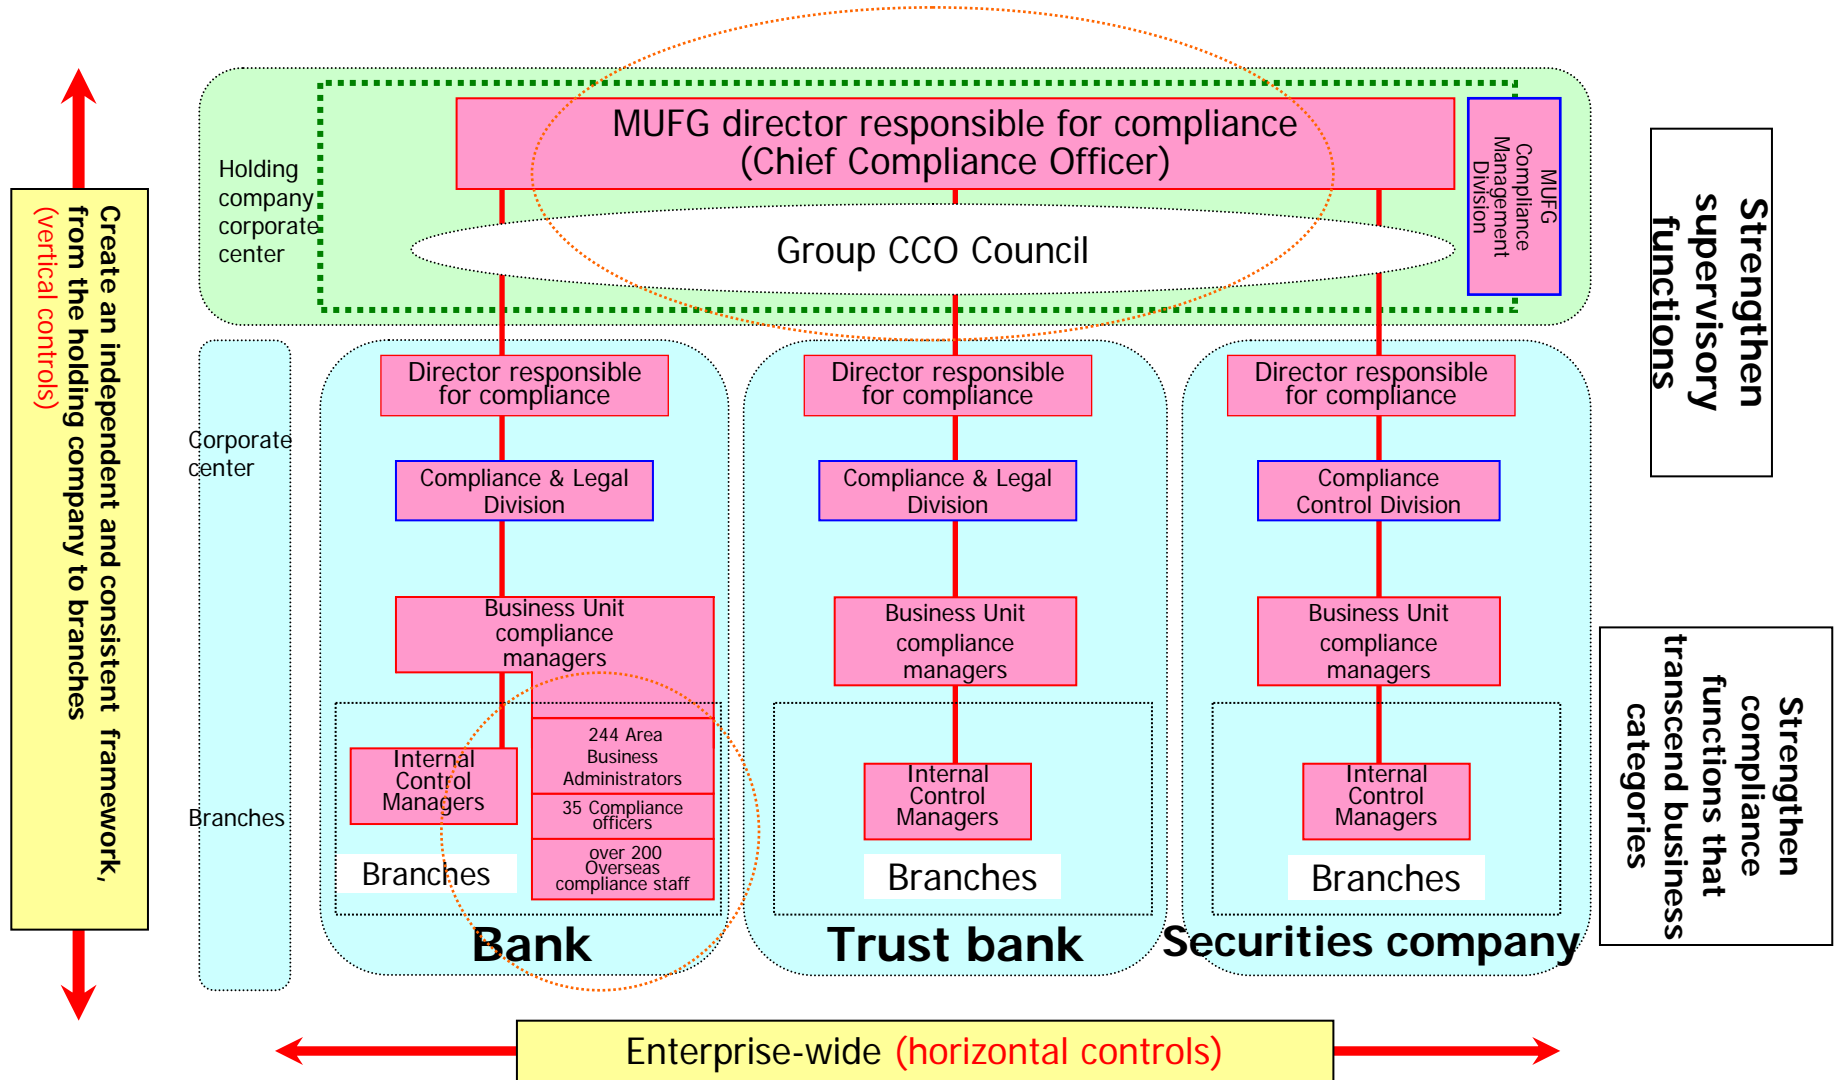 MUFG director responsible for compliance
(Chief Compliance Officer)
MUFG
Compliance
Management
Division
Holding
company
corporate
center
Group CCO Council
Strengthen
supervisory
functions
Create an independent and consistent framework,
from the holding company to branches
(vertical controls)
Corporate
center
Branches
Director responsible
for compliance
Compliance & Legal
Division
Business Unit
compliance
managers
Internal
Control
Managers
244 Area
Business
Administrators
35 Compliance
officers
over 200
Overseas
compliance staff
Branches
Bank
Director responsible
for compliance
Compliance & Legal
Division
Business Unit
compliance
managers
Internal
Control
Managers
Branches
Trust bank
Director responsible
for compliance
Compliance
Control Division
Business Unit
compliance
managers
Internal
Control
Managers
Branches
Securities company
Strengthen
compliance
functions that
transcend business
categories
Enterprise-wide (horizontal controls)